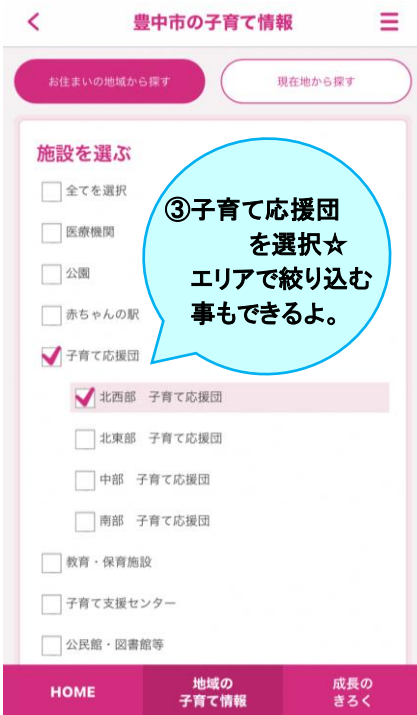 豊中市の子育て情報
お住まいの地域から探す
現在地から探す
施設を選ぶ
全てを選択
医療機関
公園
赤ちゃんの駅
子育て応援団
北西部 子育て応援団
北東部 子育て応援団
中部 子育て応援団
南部 子育て応援団
教育・保育施設
子育て支援センター
公民館・図書館等
③子育て応援団
を選択☆
エリアで絞り込む
事もできるよ。
HOME
地域の
子育て情報
成長の
きろく